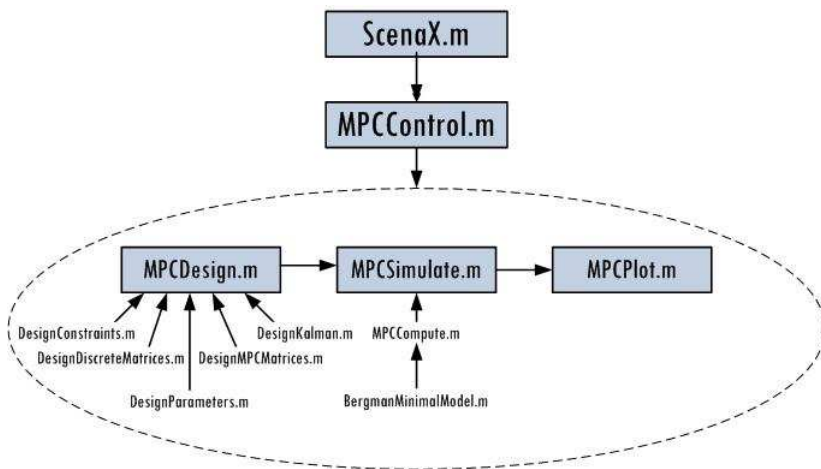 ScenaX.m
MPCControl.m
MPCDesign.m
MPCSimulate.m
MPCPlot.m
DesignConstraints.m
DesignKalman.m
MPCCompute.m
DesignDiscreteMatrices.m
DesignMPCMatrices.m
DesignParameters.m
BergmanMinimalModel.m